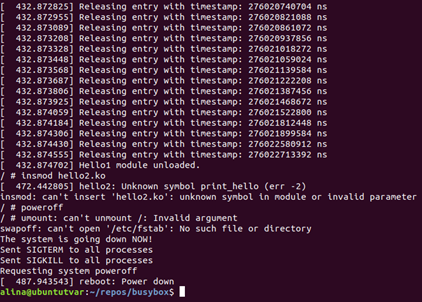 [  432.872825] Releasing entry with timestamp: 276020740704 ns
[  432.872955] Releasing entry with timestamp: 276020821088 ns
[  432.873089] Releasing entry with timestamp: 276020861072 ns
[  432.873208] Releasing entry with timestamp: 276020937856 ns
[  432.873328] Releasing entry with timestamp: 276021018272 ns
[  432.873448] Releasing entry with timestamp: 276021059024 ns
[  432.873568] Releasing entry with timestamp: 276021139584 ns
[  432.873687] Releasing entry with timestamp: 276021222208 ns
[  432.873806] Releasing entry with timestamp: 276021387456 ns
[  432.873925] Releasing entry with timestamp: 276021468672 ns
[  432.874059] Releasing entry with timestamp: 276021522800 ns
[  432.874184] Releasing entry with timestamp: 276021812448 ns
[  432.874306] Releasing entry with timestamp: 276021899584 ns
[  432.874430] Releasing entry with timestamp: 276022580912 ns
[  432.874555] Releasing entry with timestamp: 276022713392 ns
[  432.874702] Hello1 module unloaded.
/ # insmod hello2.ko
[  472.442805] hello2: Unknown symbol print_hello (err -2)
insmod: can't insert 'hello2.ko': unknown symbol in module or invalid parameter
/ # poweroff
/ # umount: can't unmount /: Invalid argument
swapoff: can't open '/etc/fstab': No such file or directory
The system is going down NOW!
Sent SIGTERM to all processes
Sent SIGKILL to all processes
Requesting system poweroff
[  487.943543] reboot: Power down
alina@ubuntutvar:~/repos/busybox$